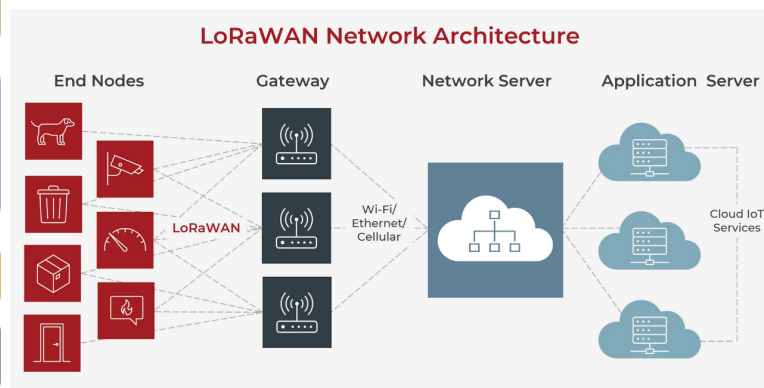 LoRaWAN Network Architecture
End Nodes
Gateway
Network Server
Application Server
LoRaWAN
Wi-Fi/
Ethernet/
Cellular
Cloud IoT
Services